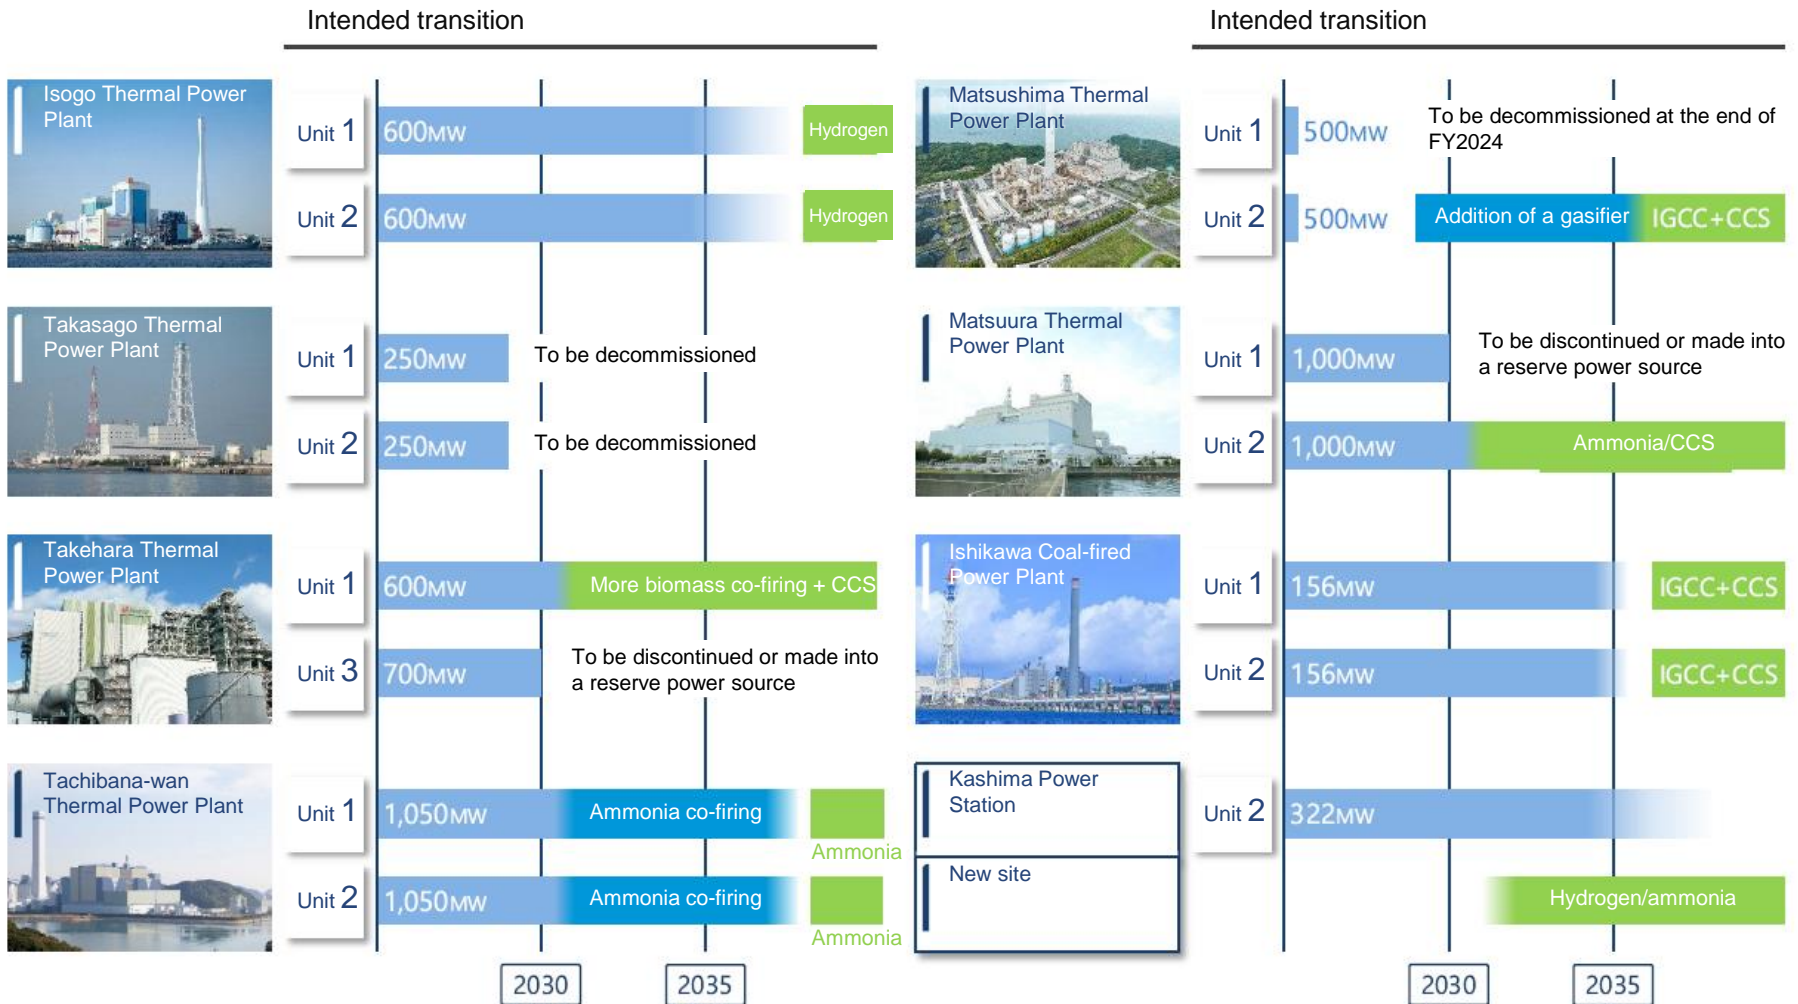 Intended transition
Isogo Thermal Power
Plant
Unit 1
600MW
Hydrogen
Unit 2
600MW
Hydrogen
Takasago Thermal
Power Plant
Unit 1
250MW
To be decommissioned
Unit 2
250MW
To be decommissioned
Takehara Thermal
Power Plant
Unit 1
600MW
More biomass co-firing + CCS
Unit 3
700MW
To be discontinued or made into
a reserve power source
Tachibana-wan
Thermal Power Plant
Unit 1
1,050MW
Ammonia co-firing
Ammonia
Unit 2
1,050MW
Ammonia co-firing
Ammonia
2030
2035
Intended transition
Matsushima Thermal
Power Plant
Unit 1
500MW
To be decommissioned at the end of
FY2024
Unit 2
500MW
Addition of a gasifier
IGCC+CCS
Matsuura Thermal
Power Plant
Unit 1
1,000MW
To be discontinued or made into
a reserve power source
Unit 2
1,000MW
Ammonia/CCS
Ishikawa Coal-fired
Power Plant
Unit 1
156MW
IGCC+CCS
Unit 2
156MW
IGCC+CCS
Kashima Power
Station
Unit 2
322MW
New site
Hydrogen/ammonia
2030
2035